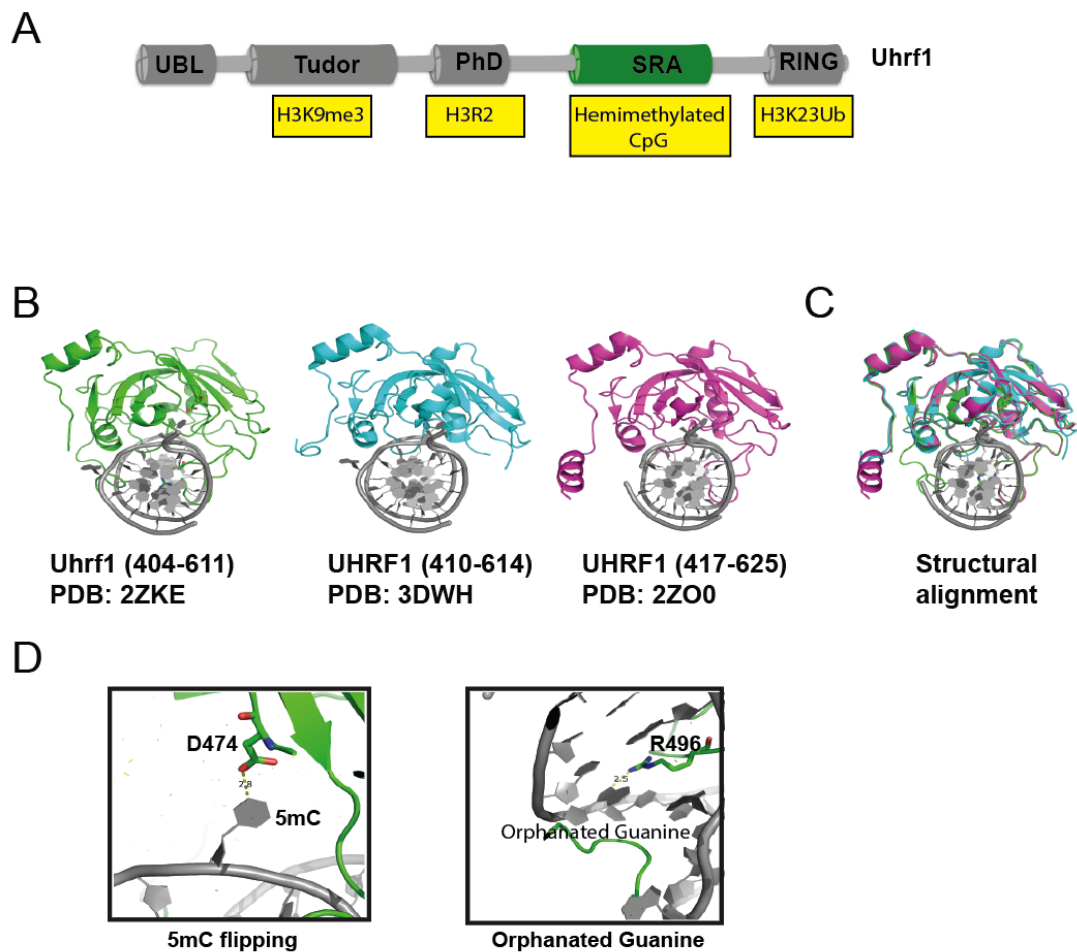 A
UBL Tudor PhD SRA RING Uhrf1
H3K9me3 H3R2 Hemimethylated CpG H3K23Ub
B
C
Uhrf1 (404-611)
PDB: 2ZKE
UHRF1 (410-614)
PDB: 3DWH
UHRF1 (417-625)
PDB: 2ZO0
Structural
alignment
D
D474
2.8
5mC
5mC flipping
R496
2.5
Orphanated Guanine
Orphanated Guanine